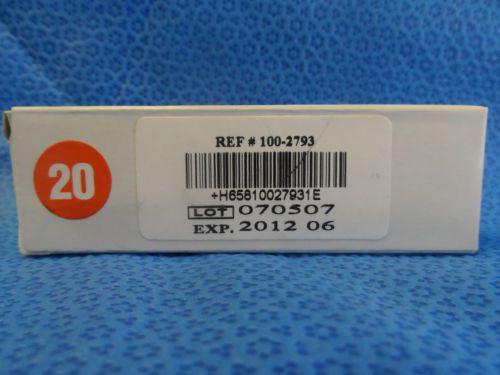 20
REF # 100-2793
+H65810027931E
LOT 070507
EXP. 2012 06